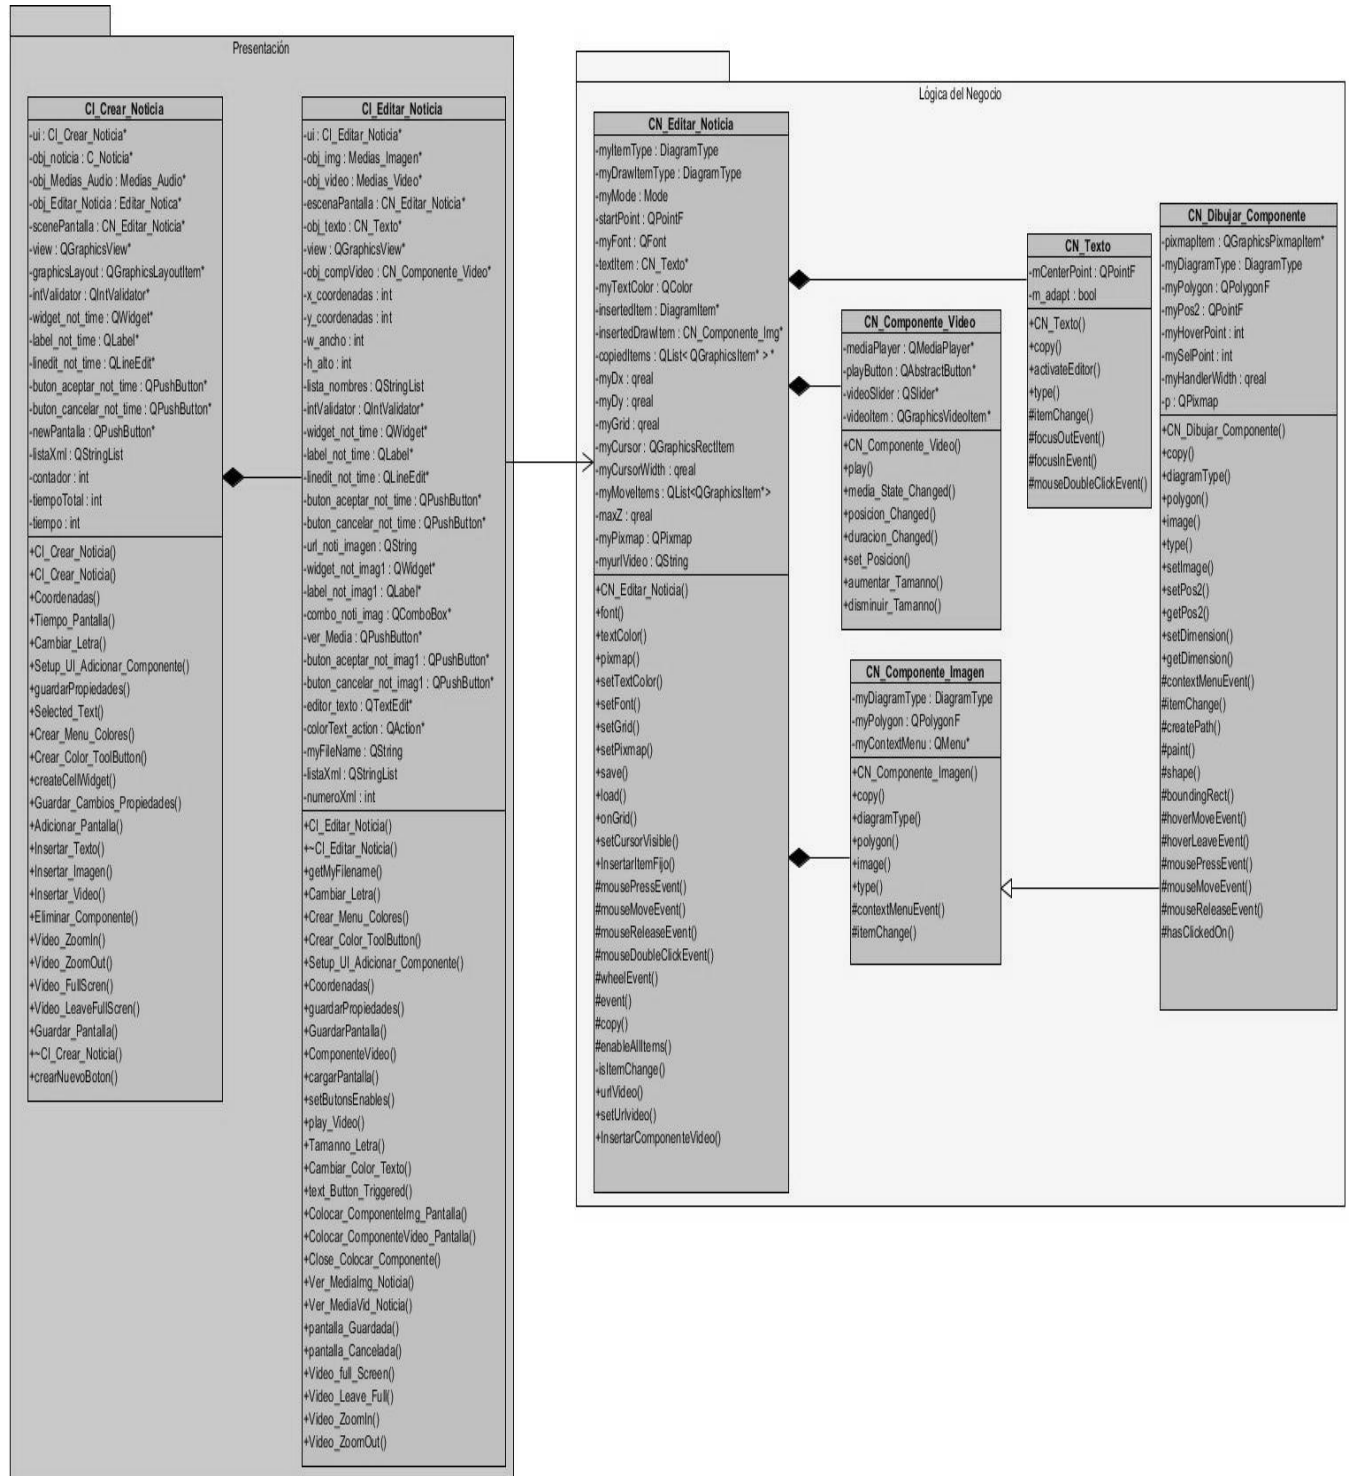 Presentación
CI_Crear_Noticia
-ui : CI_Crear_Noticia*
-obj_noticia : C_Noticia*
-obj_Medias_Audio : Medias_Audio*
-obj_Editar_Noticia : Editar_Notica*
-scenePantalla : CN_Editar_Noticia*
-view : QGraphicsView*
-graphicsLayout : QGraphicsLayoutItem*
-intValidator : QIntValidator*
-widget_not_time : QWidget*
-label_not_time : QLabel*
-linedit_not_time : QLineEdit*
-buton_aceptar_not_time : QPushButton*
-buton_cancelar_not_time : QPushButton*
-newPantalla : QPushButton*
-listaXml : QStringList
-contador : int
-tiempoTotal : int
-tiempo : int
+CI_Crear_Noticia()
+CI_Crear_Noticia()
+Coordenadas()
+Tiempo_Pantalla()
+Cambiar_Letra()
+Setup_UI_Adicionar_Componente()
+guardarPropiedades()
+Selected_Text()
+Crear_Menu_Colores()
+Crear_Color_ToolButton()
+createCellWidget()
+Guardar_Cambios_Propiedades()
+Adicionar_Pantalla()
+Insertar_Texto()
+Insertar_Imagen()
+Insertar_Video()
+Eliminar_Componente()
+Video_ZoomIn()
+Video_ZoomOut()
+Video_FullScren()
+Video_LeaveFullScren()
+Guardar_Pantalla()
+~CI_Crear_Noticia()
+crearNuevoBoton()
CI_Editar_Noticia
-ui : CI_Editar_Noticia*
-obj_img : Medias_Imagen*
-obj_video : Medias_Video*
-escenaPantalla : CN_Editar_Noticia*
-obj_texto : CN_Texto*
-view : QGraphicsView*
-obj_compVideo : CN_Componente_Video*
-x_coordenadas : int
-y_coordenadas : int
-w_ancho : int
-h_alto : int
-lista_nombres : QStringList
-intValidator : QIntValidator*
-widget_not_time : QWidget*
-label_not_time : QLabel*
-linedit_not_time : QLineEdit*
-buton_aceptar_not_time : QPushButton*
-buton_cancelar_not_time : QPushButton*
-url_noti_imagen : QString
-widget_not_imag1 : QWidget*
-label_not_imag1 : QLabel*
-combo_noti_imag : QComboBox*
-ver_Media : QPushButton*
-buton_aceptar_not_imag1 : QPushButton*
-buton_cancelar_not_imag1 : QPushButton*
-editor_texto : QTextEdit*
-colorText_action : QAction*
-myFileName : QString
-listaXml : QStringList
-numeroXml : int
+CI_Editar_Noticia()
+~CI_Editar_Noticia()
+getMyFilename()
+Cambiar_Letra()
+Crear_Menu_Colores()
+Crear_Color_ToolButton()
+Setup_UI_Adicionar_Componente()
+Coordenadas()
+guardarPropiedades()
+GuardarPantalla()
+ComponenteVideo()
+cargarPantalla()
+setButonsEnables()
+play_Video()
+Tamanno_Letra()
+Cambiar_Color_Texto()
+text_Button_Triggered()
+Colocar_ComponenteImg_Pantalla()
+Colocar_ComponenteVideo_Pantalla()
+Close_Colocar_Componente()
+Ver_MediaImg_Noticia()
+Ver_MediaVid_Noticia()
+pantalla_Guardada()
+pantalla_Cancelada()
+Video_full_Screen()
+Video_Leave_Full()
+Video_ZoomIn()
+Video_ZoomOut()
Lógica del Negocio
CN_Editar_Noticia
-myItemType : DiagramType
-myDrawItemType : DiagramType
-myMode : Mode
-startPoint : QPointF
-myFont : QFont
-textItem : CN_Texto*
-myTextColor : QColor
-insertedItem : DiagramItem*
-insertedDrawItem : CN_Componente_Img*
-copiedItems : QList< QGraphicsItem* > *
-myDx : qreal
-myDy : qreal
-myGrid : qreal
-myCursor : QGraphicsRectItem
-myCursorWidth : qreal
-myMoveItems : QList<QGraphicsItem*>
-maxZ : qreal
-myPixmap : QPixmap
-myurlVideo : QString
+CN_Editar_Noticia()
+font()
+textColor()
+pixmap()
+setTextColor()
+setFont()
+setGrid()
+setPixmap()
+save()
+load()
+onGrid()
+setCursorVisible()
+InsertarItemFijo()
#mousePressEvent()
#mouseMoveEvent()
#mouseReleaseEvent()
#mouseDoubleClickEvent()
#wheelEvent()
#event()
#copy()
#enableAllItems()
-isItemChange()
+urlVideo()
+setUrlvideo()
+InsertarComponenteVideo()
CN_Componente_Video
-mediaPlayer : QMediaPlayer*
-playButton : QAbstractButton*
-videoSlider : QSlider*
-videoItem : QGraphicsVideoItem*
+CN_Componente_Video()
+play()
+media_State_Changed()
+posicion_Changed()
+duracion_Changed()
+set_Posicion()
+aumentar_Tamanno()
+disminuir_Tamanno()
CN_Componente_Imagen
-myDiagramType : DiagramType
-myPolygon : QPolygonF
-myContextMenu : QMenu*
+CN_Componente_Imagen()
+copy()
+diagramType()
+polygon()
+image()
+type()
#contextMenuEvent()
#itemChange()
CN_Texto
-mCenterPoint : QPointF
-m_adapt : bool
+CN_Texto()
+copy()
+activateEditor()
+type()
#itemChange()
#focusOutEvent()
#focusInEvent()
#mouseDoubleClickEvent()
CN_Dibujar_Componente
-pixmapItem : QGraphicsPixmapItem*
-myDiagramType : DiagramType
-myPolygon : QPolygonF
-myPos2 : QPointF
-myHoverPoint : int
-mySelPoint : int
-myHandlerWidth : qreal
-p : QPixmap
+CN_Dibujar_Componente()
+copy()
+diagramType()
+polygon()
+image()
+type()
+setImage()
+setPos2()
+getPos2()
+setDimension()
+getDimension()
#contextMenuEvent()
#itemChange()
#createPath()
#paint()
#shape()
#boundingRect()
#hoverMoveEvent()
#hoverLeaveEvent()
#mousePressEvent()
#mouseMoveEvent()
#mouseReleaseEvent()
#hasClickedOn()